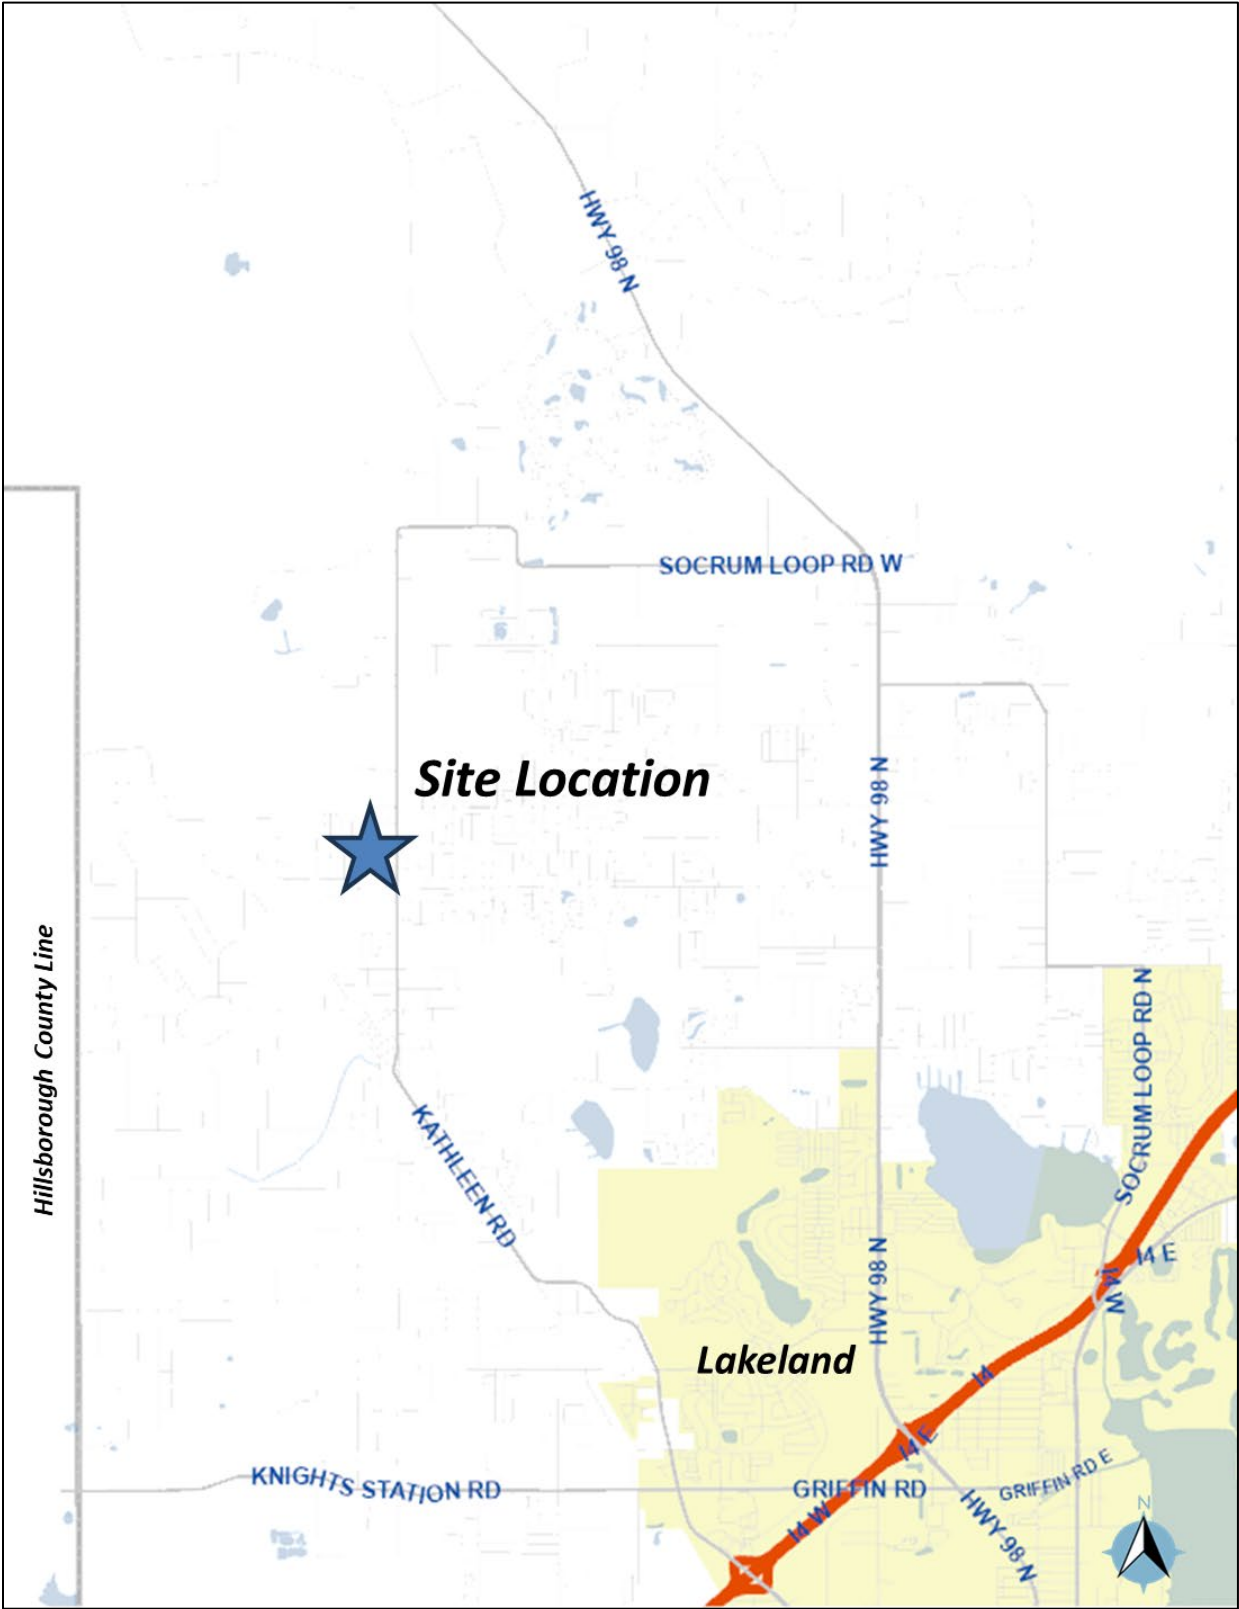 HWY 98 N
SOCRUM LOOP RD W
Site Location
HWY 98 N
Hillsborough County Line
SOCRUM LOOP RD N
KATHLEEN RD
HWY 98 N
I4 E
I4 W
Lakeland
I4
I4 E
KNIGHTS STATION RD
GRIFFIN RD
GRIFFIN RD E
I4 W
HWY 98 N
N